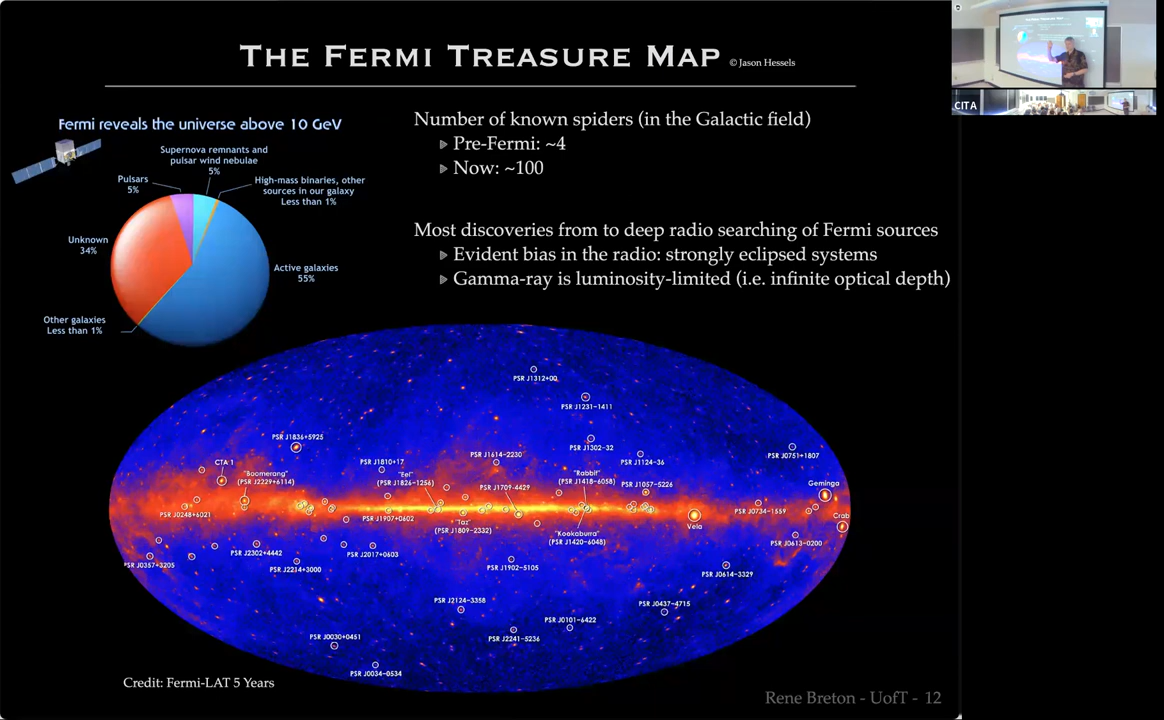 THE FERMI TREASURE MAP © Jason Hessels
Fermi reveals the universe above 10 GeV
Supernova remnants and
pulsar wind nebulae
5%
Pulsars
5%
High-mass binaries, other
sources in our galaxy
Less than 1%
Unknown
34%
Active galaxies
55%
Other galaxies
Less than 1%
Number of known spiders (in the Galactic field)
Pre-Fermi: ~4
Now: ~100
Most discoveries from to deep radio searching of Fermi sources
Evident bias in the radio: strongly eclipsed systems
Gamma-ray is luminosity-limited (i.e. infinite optical depth)
CITA
PSR J1312+00
PSR J1231-1411
PSR J1836+5925
PSR J1302-32
PSR J0751+1807
PSR J1614-2230
PSR J1124-36
CTA 1
PSR J1810+17
"Boomerang"
(PSR J2229+6114)
"Eel"
(PSR J1826-1256)
"Rabbit"
(PSR J1418-6058)
PSR J1709-4429
PSR J1057-5226
Geminga
PSR J0248+6021
PSR J1907+0602
"Taz"
(PSR J1809-2332)
Vela
PSR J0734-1559
Crab
"Kookaburra"
(PSR J1420-6048)
PSR J0613-0200
PSR J2302+4442
PSR J2017+0603
PSR J0357+3205
PSR J2214+3000
PSR J1902-5105
PSR J0614-3329
PSR J2124-3358
PSR J0437-4715
PSR J0101-6422
PSR J2241-5236
PSR J0030+0451
PSR J0034-0534
Credit: Fermi-LAT 5 Years
Rene Breton - UofT - 12